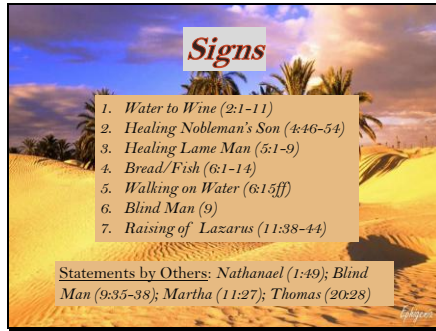 Signs
1. Water to Wine (2:1-11)
2. Healing Nobleman's Son (4:46-54)
3. Healing Lame Man (5:1-9)
4. Bread/Fish (6:1-14)
5. Walking on Water (6:15ff)
6. Blind Man (9)
7. Raising of Lazarus (11:38-44)
Statements by Others: Nathanael (1:49); Blind
Man (9:35-38); Martha (11:27); Thomas (20:28)